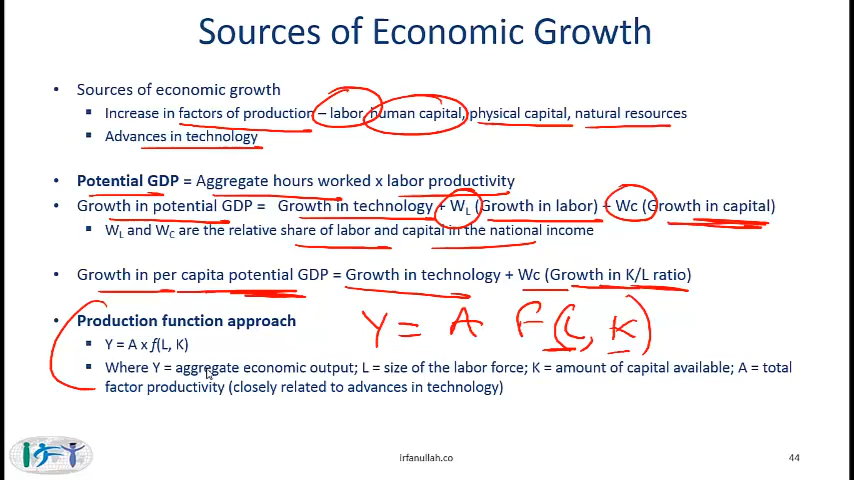 Sources of Economic Growth
• Sources of economic growth
▪ Increase in factors of production – labor, human capital, physical capital, natural resources
▪ Advances in technology
• Potential GDP = Aggregate hours worked x labor productivity
• Growth in potential GDP = Growth in technology + WL (Growth in labor) + Wc (Growth in capital)
▪ WL and WC are the relative share of labor and capital in the national income
• Growth in per capita potential GDP = Growth in technology + Wc (Growth in K/L ratio)
• Production function approach
Y = A F(L, K)
▪ Y = A x f(L, K)
▪ Where Y = aggregate economic output; L = size of the labor force; K = amount of capital available; A = total
factor productivity (closely related to advances in technology)
irfanullah.co
44